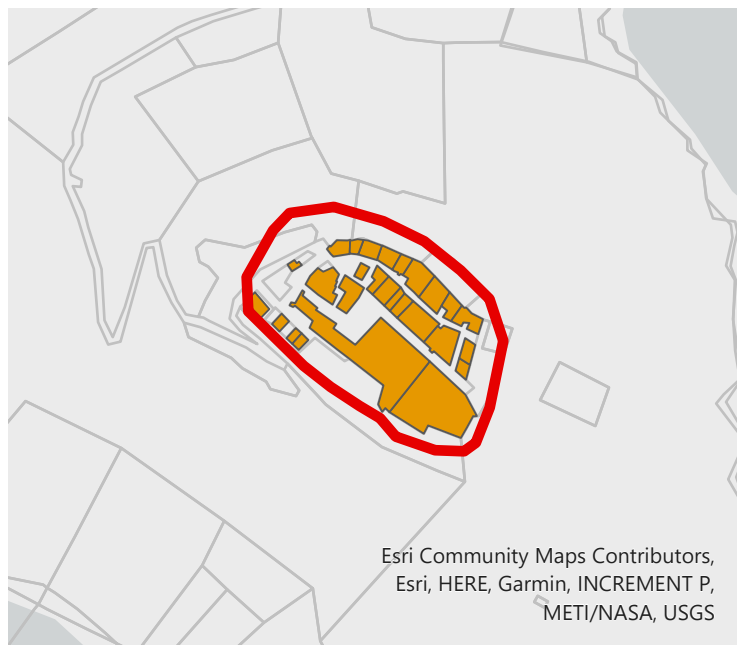 Esri Community Maps Contributors,
Esri, HERE, Garmin, INCREMENT P,
METI/NASA, USGS